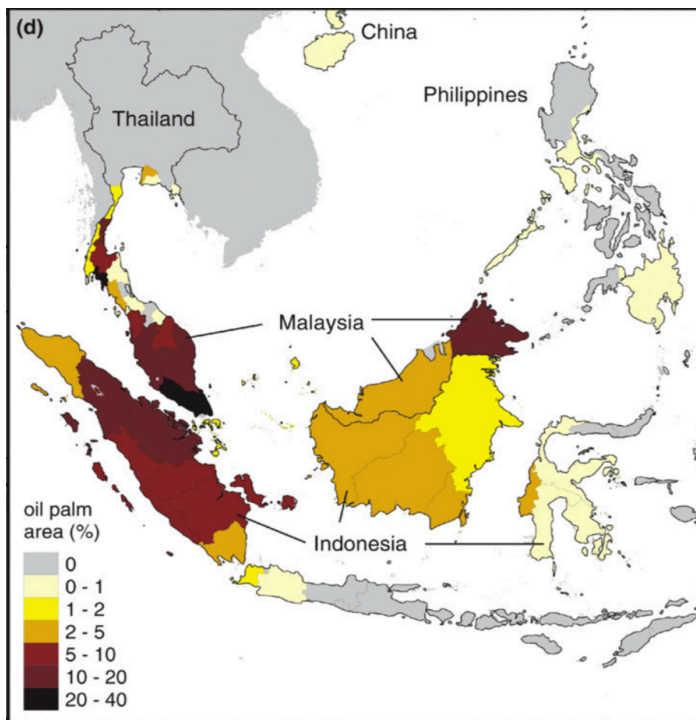 (d)
China
Philippines
Thailand
Malaysia
Indonesia
oil palm
area (%)
0
0 - 1
1 - 2
2 - 5
5 - 10
10 - 20
20 - 40